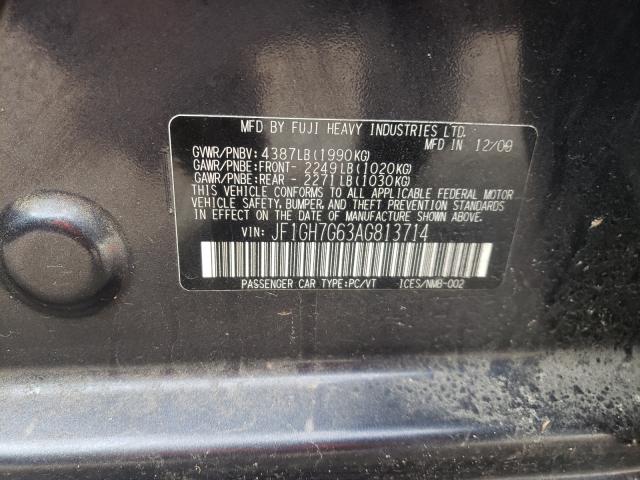 MFD BY FUJI HEAVY INDUSTRIES LTD.
MFD IN 12/09
GVWR/PNBV: 4387LB(1990KG)
GAWR/PNBE:FRONT- 2249LB(1020KG)
GAWR/PNBE:REAR - 2271LB(1030KG)
THIS VEHICLE CONFORMS TO ALL APPLICABLE FEDERAL MOTOR
VEHICLE SAFETY, BUMPER, AND THEFT PREVENTION STANDARDS
IN EFFECT ON THE DATE OF MANUFACTURE SHOWN ABOVE.
VIN: JF1GH7G63AG813714
PASSENGER CAR TYPE:PC/VT ICES/NMB-002